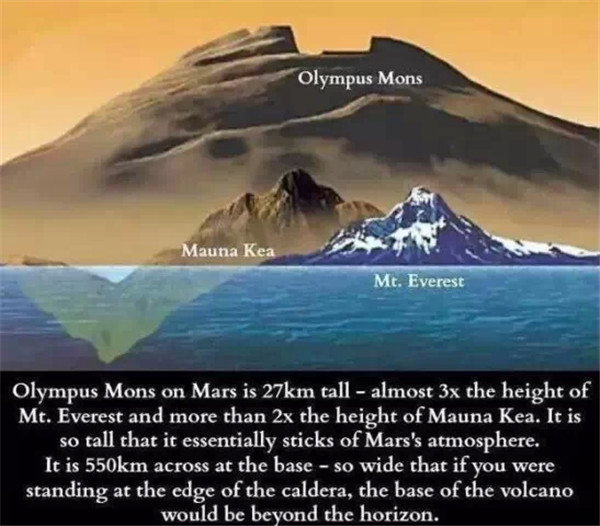 Olympus Mons
Mauna Kea
Mt. Everest
Olympus Mons on Mars is 27km tall – almost 3x the height of
Mt. Everest and more than 2x the height of Mauna Kea. It is
so tall that it essentially sticks of Mars's atmosphere.
It is 550km across at the base – so wide that if you were
standing at the edge of the caldera, the base of the volcano
would be beyond the horizon.